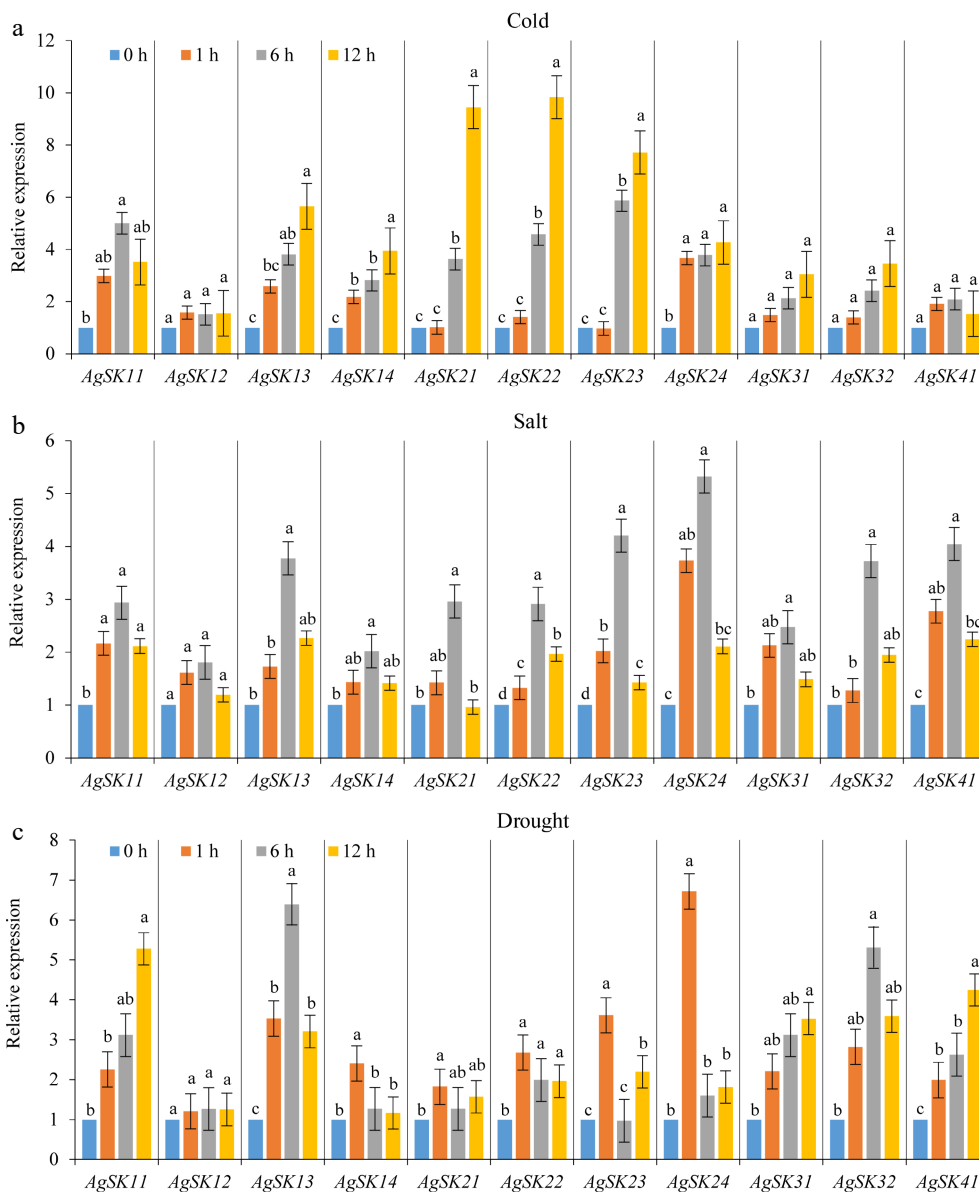 a
Cold
12
10
8
6
4
2
0
Relative expression
0 h 1 h 6 h 12 h
b ab a ab a a a a c bc ab a c b b a c c b a c c b a c c b a b a a a a a a a a a a a a a a a
AgSK11 AgSK12 AgSK13 AgSK14 AgSK21 AgSK22 AgSK23 AgSK24 AgSK31 AgSK32 AgSK41
b
Salt
6
5
4
3
2
1
0
Relative expression
b a a a a a a a b b a ab b ab a ab b ab a b d c a b d b a c c ab a bc b a a ab b b a ab c ab a bc
AgSK11 AgSK12 AgSK13 AgSK14 AgSK21 AgSK22 AgSK23 AgSK24 AgSK31 AgSK32 AgSK41
c
Drought
8
7
6
5
4
3
2
1
0
Relative expression
0 h 1 h 6 h 12 h
b b ab a a a a a c b a b b a b b b a ab ab b a a a c a c b b a b b b ab ab a b ab a ab c b b a
AgSK11 AgSK12 AgSK13 AgSK14 AgSK21 AgSK22 AgSK23 AgSK24 AgSK31 AgSK32 AgSK41